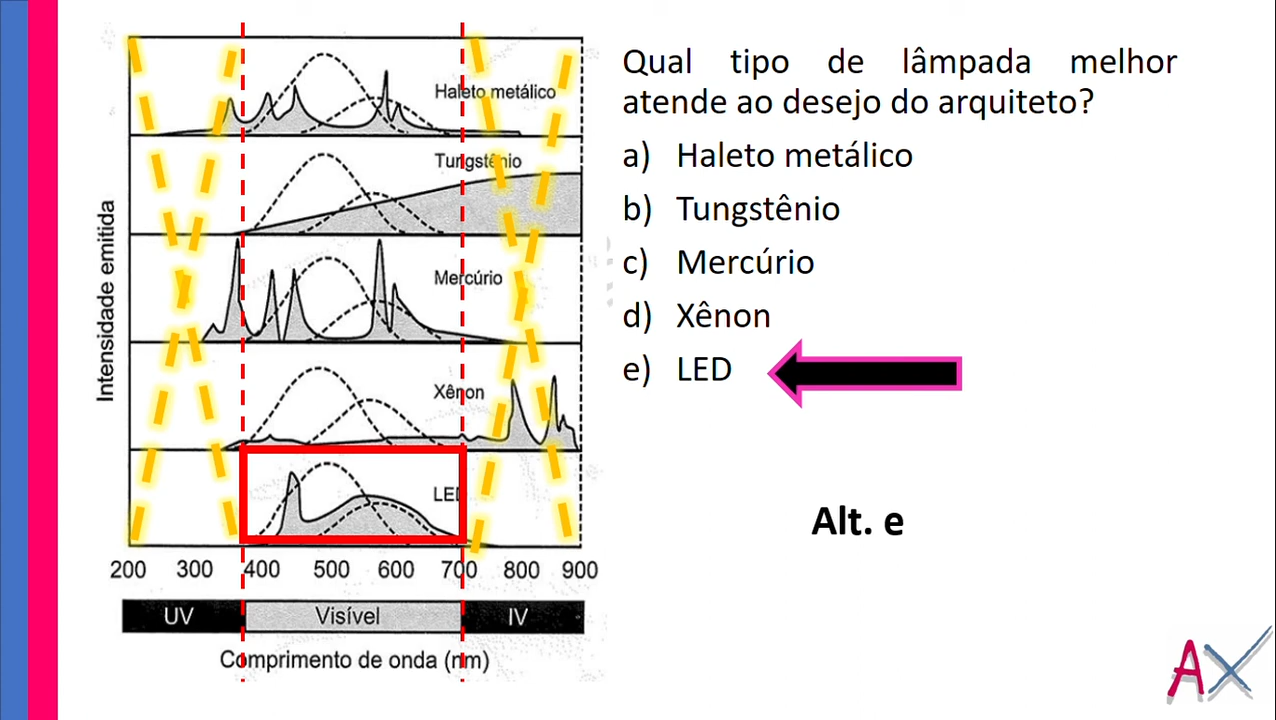 Qual tipo de lâmpada melhor
atende ao desejo do arquiteto?
a) Haleto metálico
b) Tungstênio
c) Mercúrio
d) Xênon
e) LED
Alt. e
Intensidade emitida
Haleto metálico
Tungstênio
Mercúrio
Xênon
LED
200 300 400 500 600 700 800 900
UV Visível IV
Comprimento de onda (nm)
AX